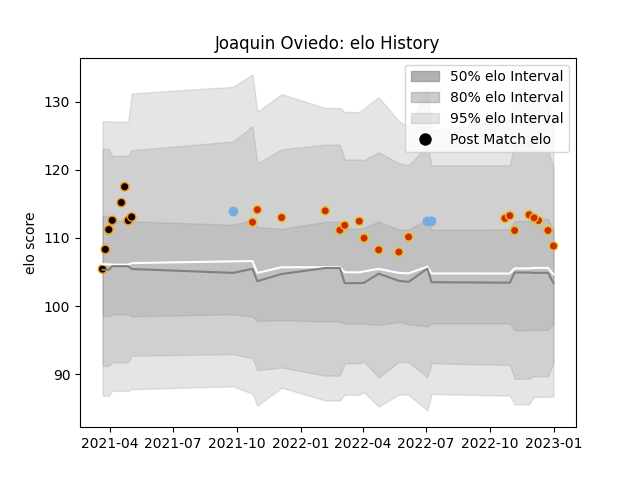 Joaquin Oviedo: elo History
50% elo Interval
80% elo Interval
95% elo Interval
Post Match elo
elo score
130
120
110
100
90
2021-04 2021-07 2021-10 2022-01 2022-04 2022-07 2022-10 2023-01